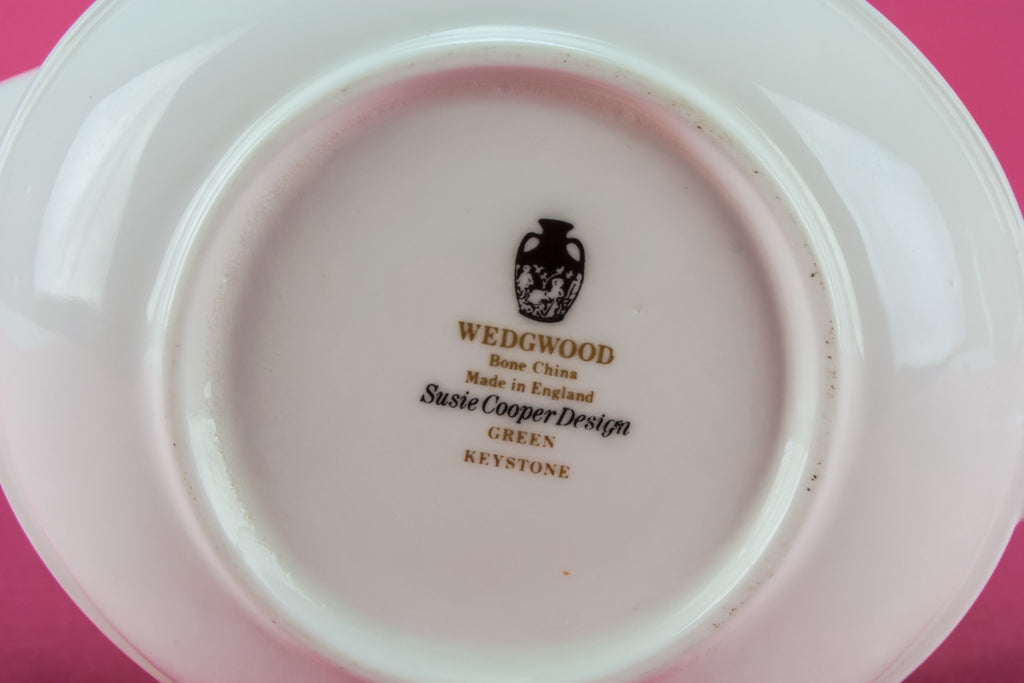 WEDGWOOD
Bone China
Made in England
Susie Cooper Design
GREEN
KEYSTONE